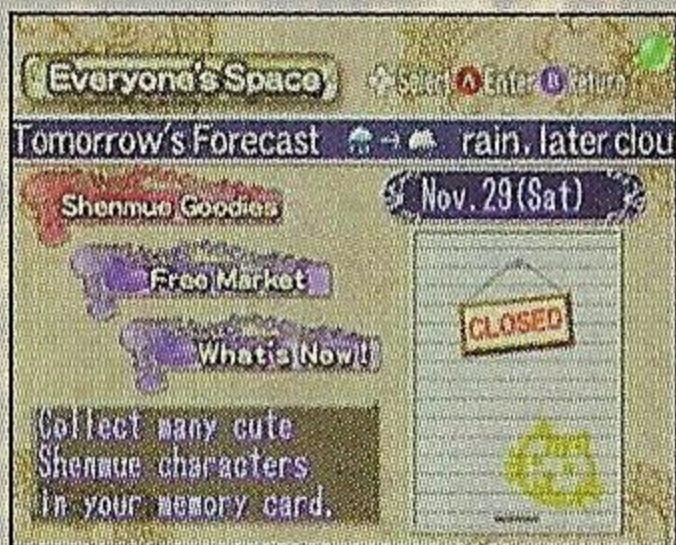 Everyone's Space
Select A Enter B Return
Tomorrow's Forecast rain, later clou
Shenmue Goodies
Nov. 29(Sat)
Free Market
CLOSED
What's New!
Collect many cute
Shenmue characters
in your memory card.